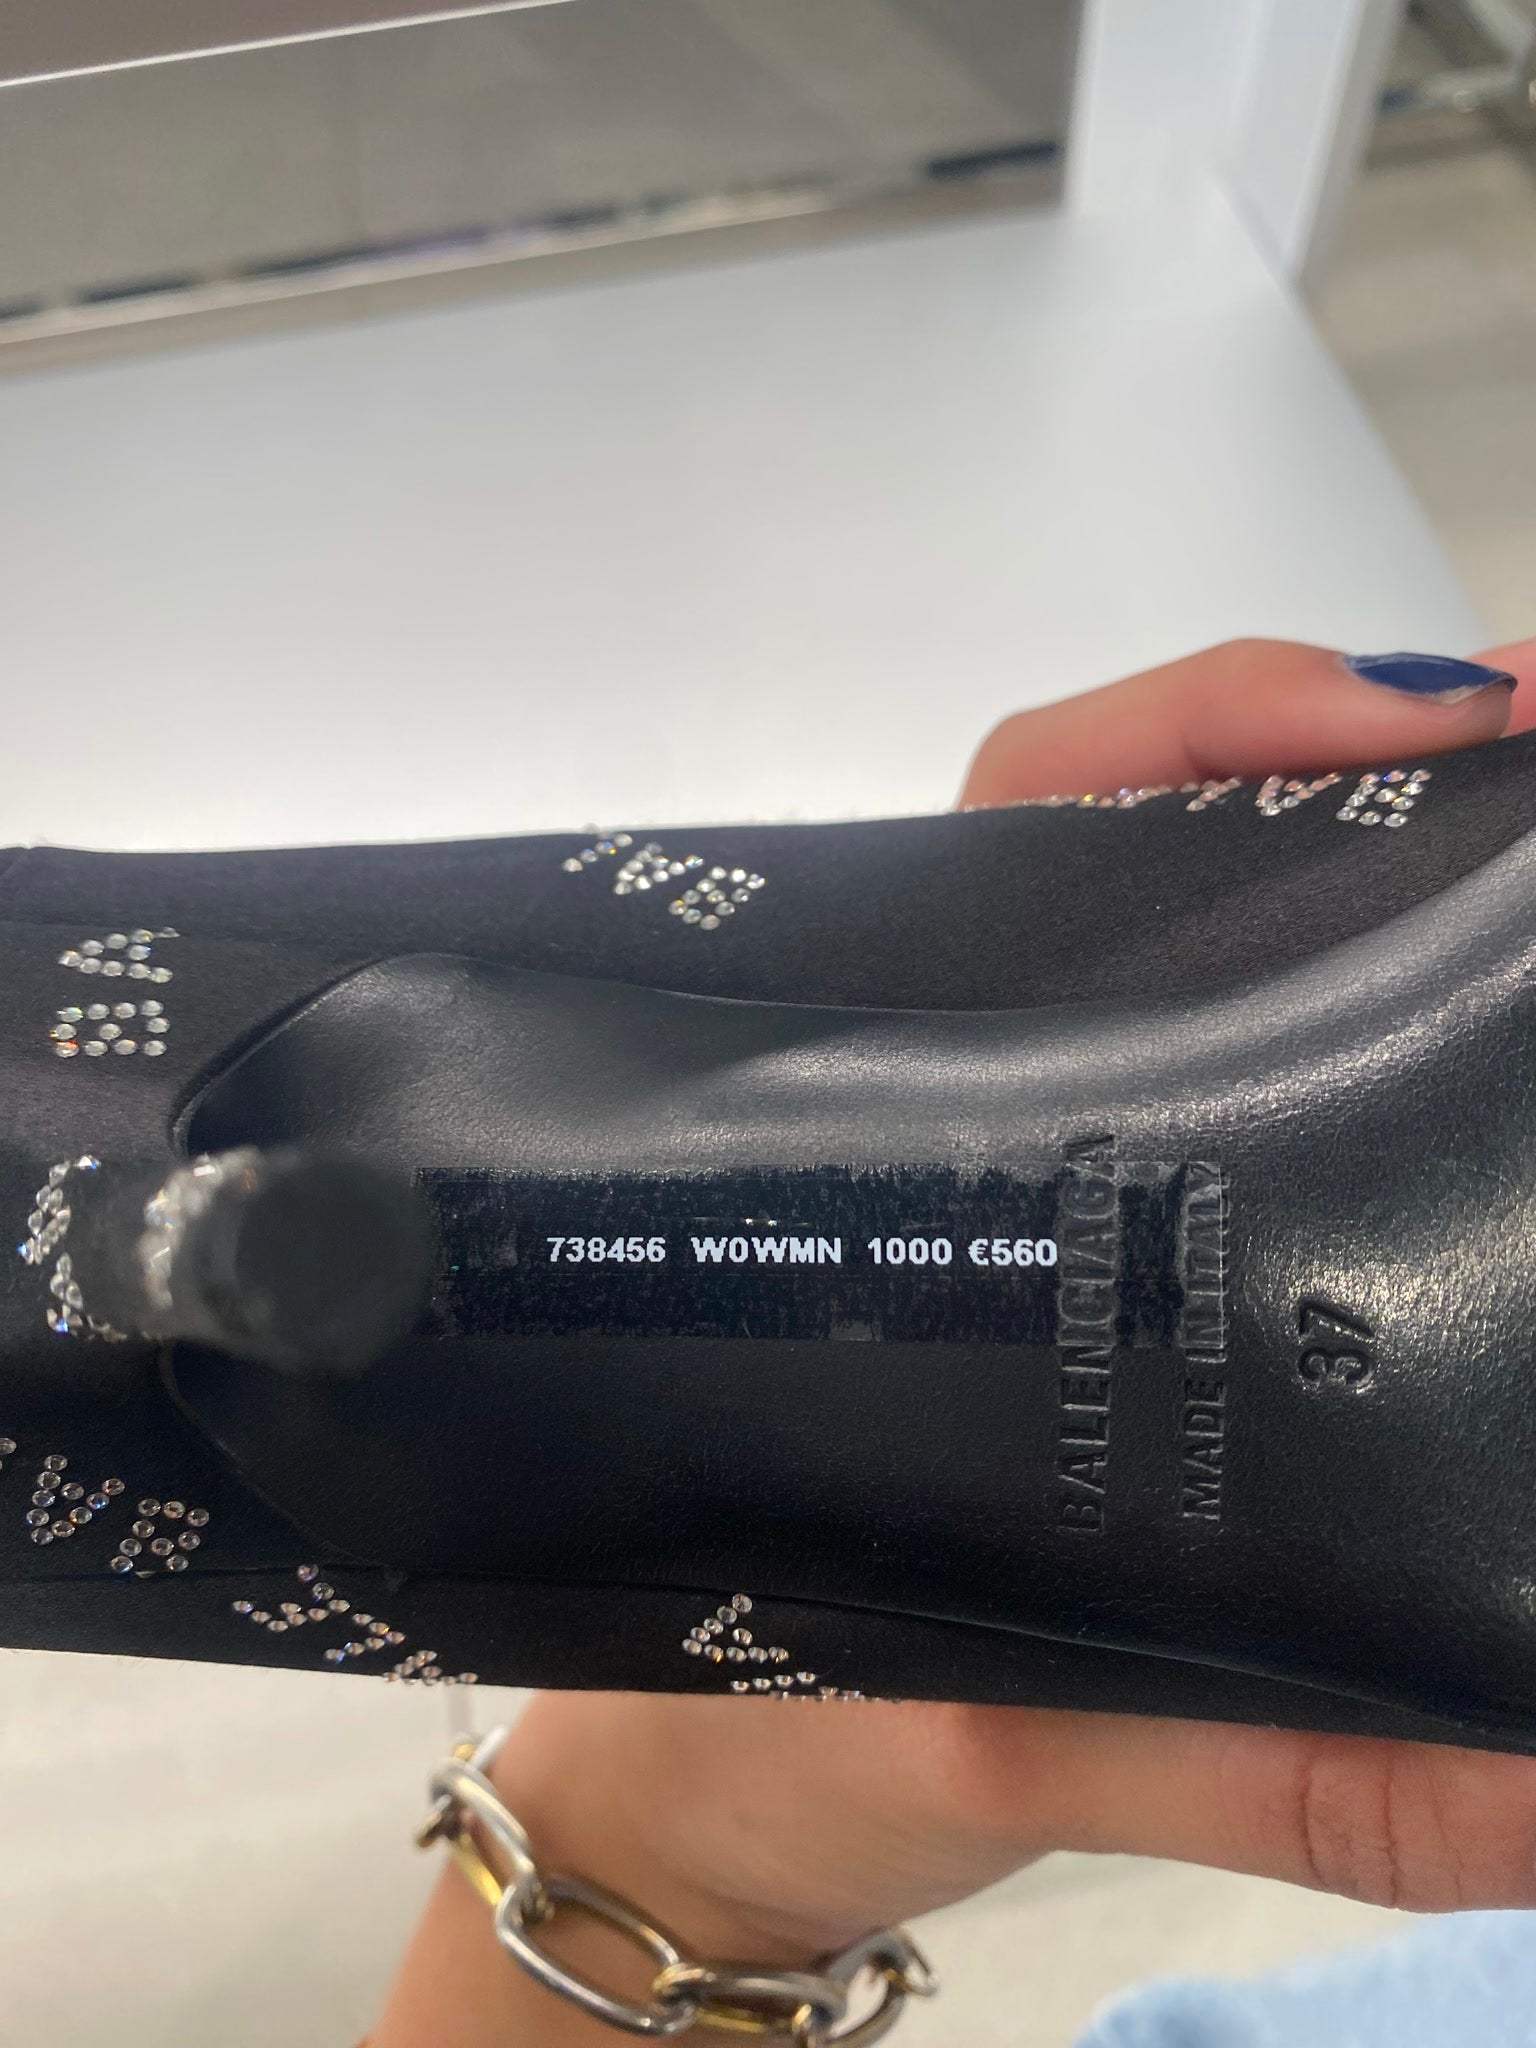 738456 W0WMN 1000 €560
BALENCIAGA
MADE IN ITALY
37